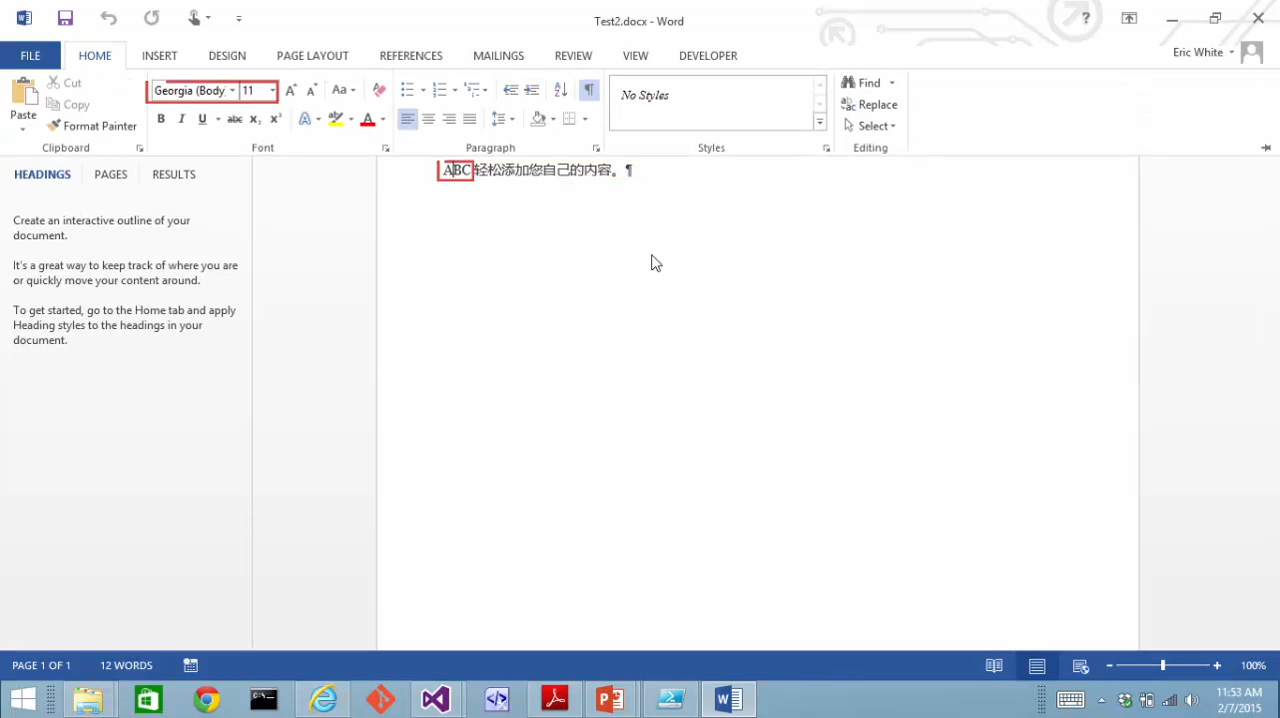 Test2.docx - Word
FILE HOME INSERT DESIGN PAGE LAYOUT REFERENCES MAILINGS REVIEW VIEW DEVELOPER
Eric White
Paste
Cut
Copy
Format Painter
Clipboard
Georgia (Body 11
Aa
Font
Paragraph
No Styles
Styles
Find
Replace
Select
Editing
HEADINGS PAGES RESULTS
Create an interactive outline of your
document.
It's a great way to keep track of where you are
or quickly move your content around.
To get started, go to the Home tab and apply
Heading styles to the headings in your
document.
ABC轻松添加您自己的内容。¶
PAGE 1 OF 1 12 WORDS
100%
11:53 AM
2/7/2015